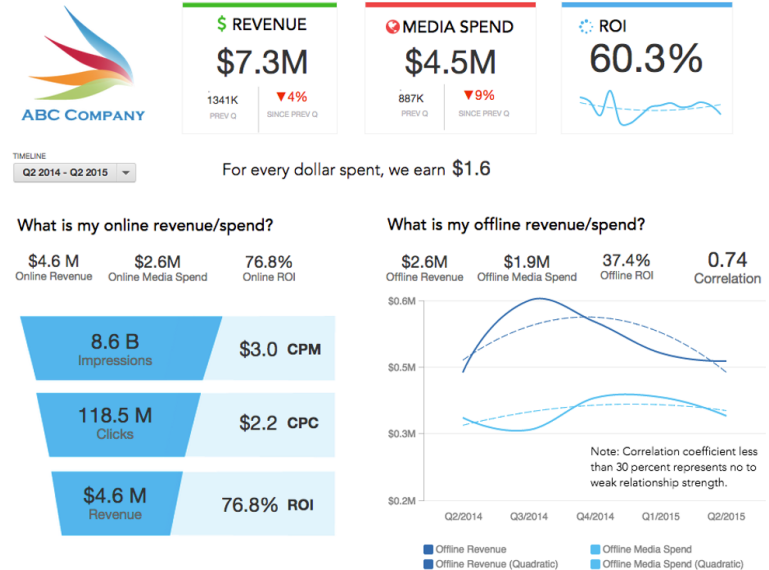 $ REVENUE
$7.3M
1341K
PREV Q
▼4%
SINCE PREV Q
MEDIA SPEND
$4.5M
887K
PREV Q
▼9%
SINCE PREV Q
ROI
60.3%
ABC COMPANY
TIMELINE
Q2 2014 - Q2 2015
For every dollar spent, we earn $1.6
What is my online revenue/spend?
$4.6 M
Online Revenue
$2.6M
Online Media Spend
76.8%
Online ROI
8.6 B
Impressions
$3.0 CPM
118.5 M
Clicks
$2.2 CPC
$4.6 M
Revenue
76.8% ROI
What is my offline revenue/spend?
$2.6M
Offline Revenue
$1.9M
Offline Media Spend
37.4%
Offline ROI
0.74
Correlation
$0.6M
$0.5M
$0.3M
$0.2M
Note: Correlation coefficient less
than 30 percent represents no to
weak relationship strength.
Q2/2014 Q3/2014 Q4/2014 Q1/2015 Q2/2015
Offline Revenue
Offline Media Spend
Offline Revenue (Quadratic)
Offline Media Spend (Quadratic)